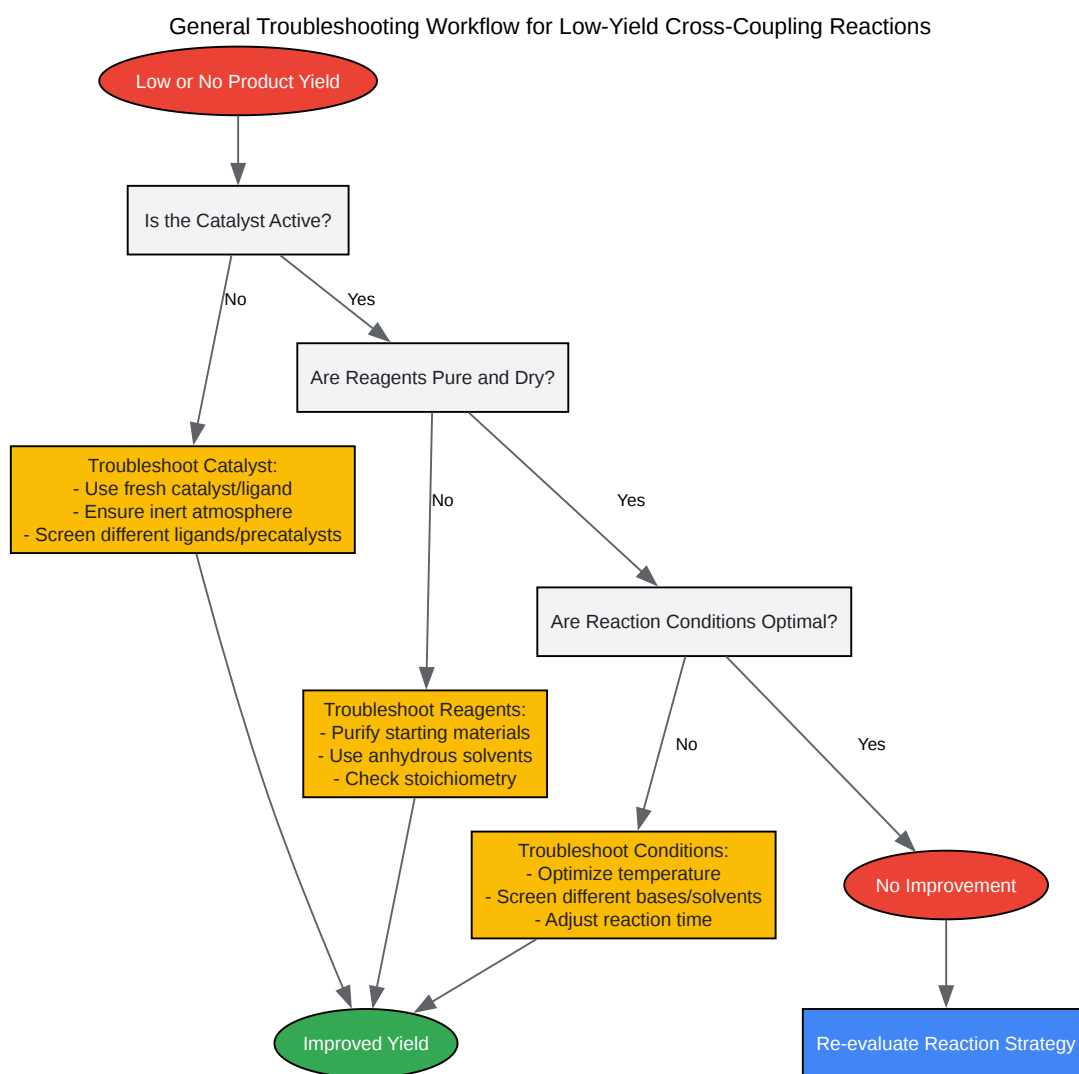 General Troubleshooting Workflow for Low-Yield Cross-Coupling Reactions
Low or No Product Yield
Is the Catalyst Active?
No
Yes
Are Reagents Pure and Dry?
Troubleshoot Catalyst:
- Use fresh catalyst/ligand
- Ensure inert atmosphere
- Screen different ligands/precatalysts
No
Yes
Are Reaction Conditions Optimal?
Troubleshoot Reagents:
- Purify starting materials
- Use anhydrous solvents
- Check stoichiometry
No
Yes
Troubleshoot Conditions:
- Optimize temperature
- Screen different bases/solvents
- Adjust reaction time
No Improvement
Improved Yield
Re-evaluate Reaction Strategy